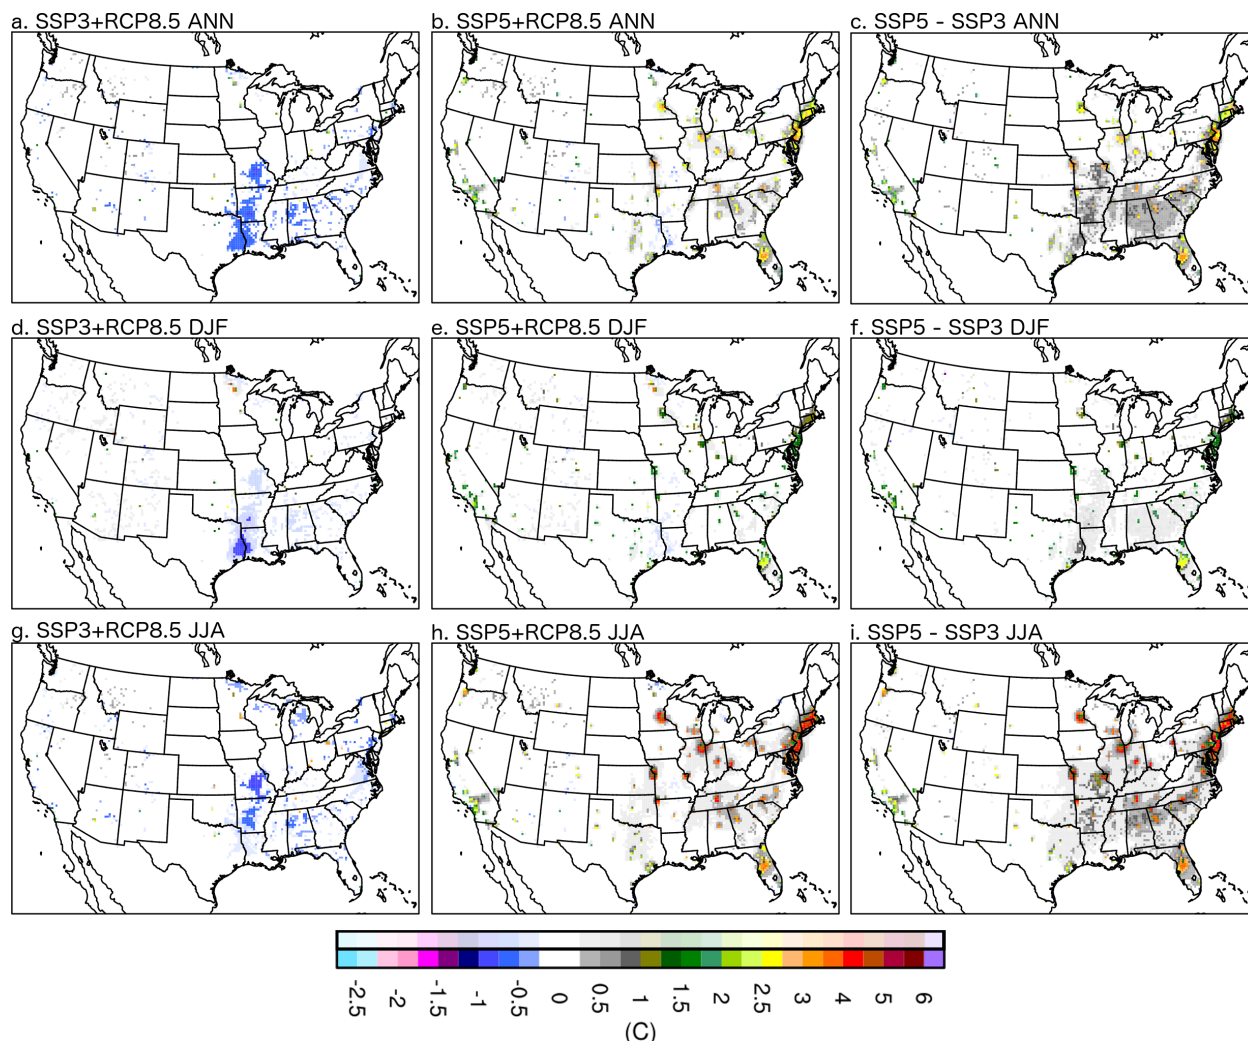 a. SSP3+RCP8.5 ANN
b. SSP5+RCP8.5 ANN
c. SSP5 - SSP3 ANN
d. SSP3+RCP8.5 DJF
e. SSP5+RCP8.5 DJF
f. SSP5 - SSP3 DJF
g. SSP3+RCP8.5 JJA
h. SSP5+RCP8.5 JJA
i. SSP5 - SSP3 JJA
-2.5 -2 -1.5 -1 -0.5 0 0.5 1 1.5 2 2.5 3 4 5 6
(C)